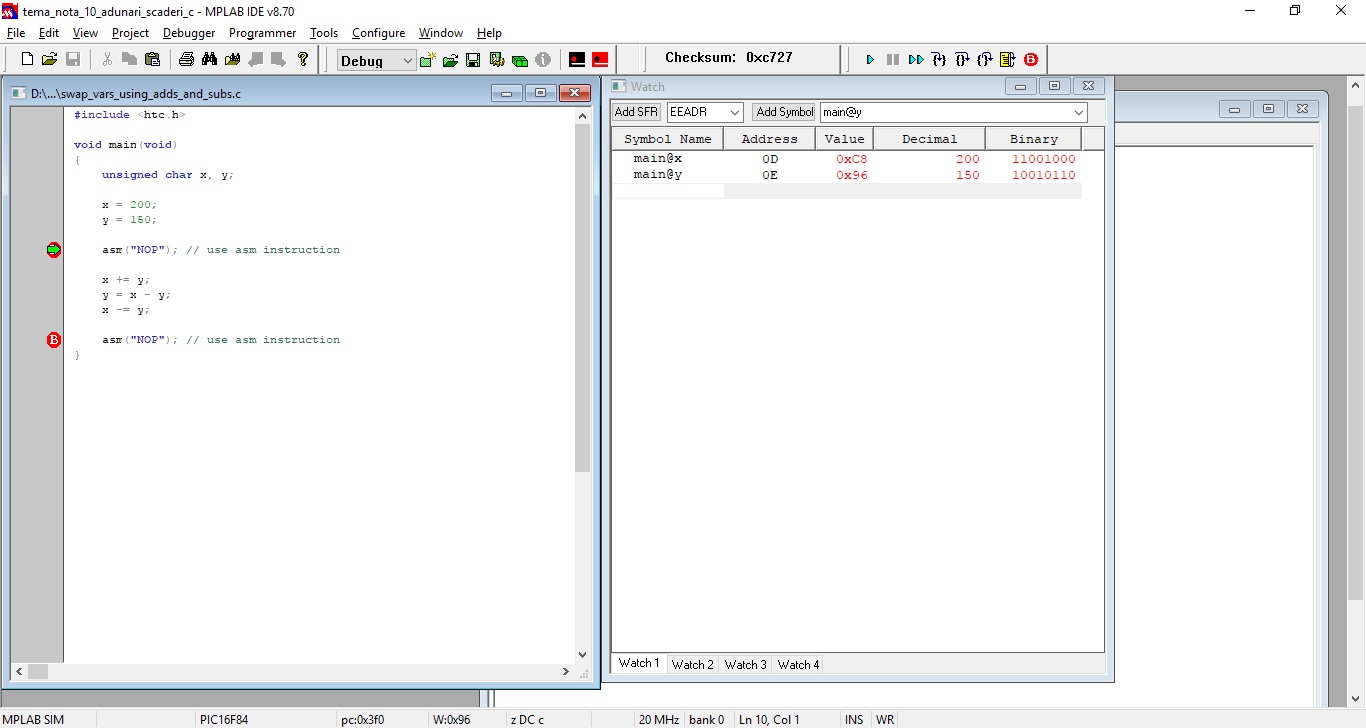 tema_nota_10_adunari_scaderi_c - MPLAB IDE v8.70
File Edit View Project Debugger Programmer Tools Configure Window Help
Debug Checksum: 0xc727
D:\...\swap_vars_using_adds_and_subs.c
#include <htc.h>
void main(void)
{
unsigned char x, y;
x = 200;
y = 150;
asm("NOP"); // use asm instruction
x += y;
y = x - y;
x -= y;
B asm("NOP"); // use asm instruction
}
Watch
Add SFR EEADR Add Symbol main@y
Symbol Name Address Value Decimal Binary
main@x 0D 0xC8 200 11001000
main@y 0E 0x96 150 10010110
Watch 1 Watch 2 Watch 3 Watch 4
MPLAB SIM PIC16F84 pc:0x3f0 W:0x96 z DC c 20 MHz bank 0 Ln 10, Col 1 INS WR